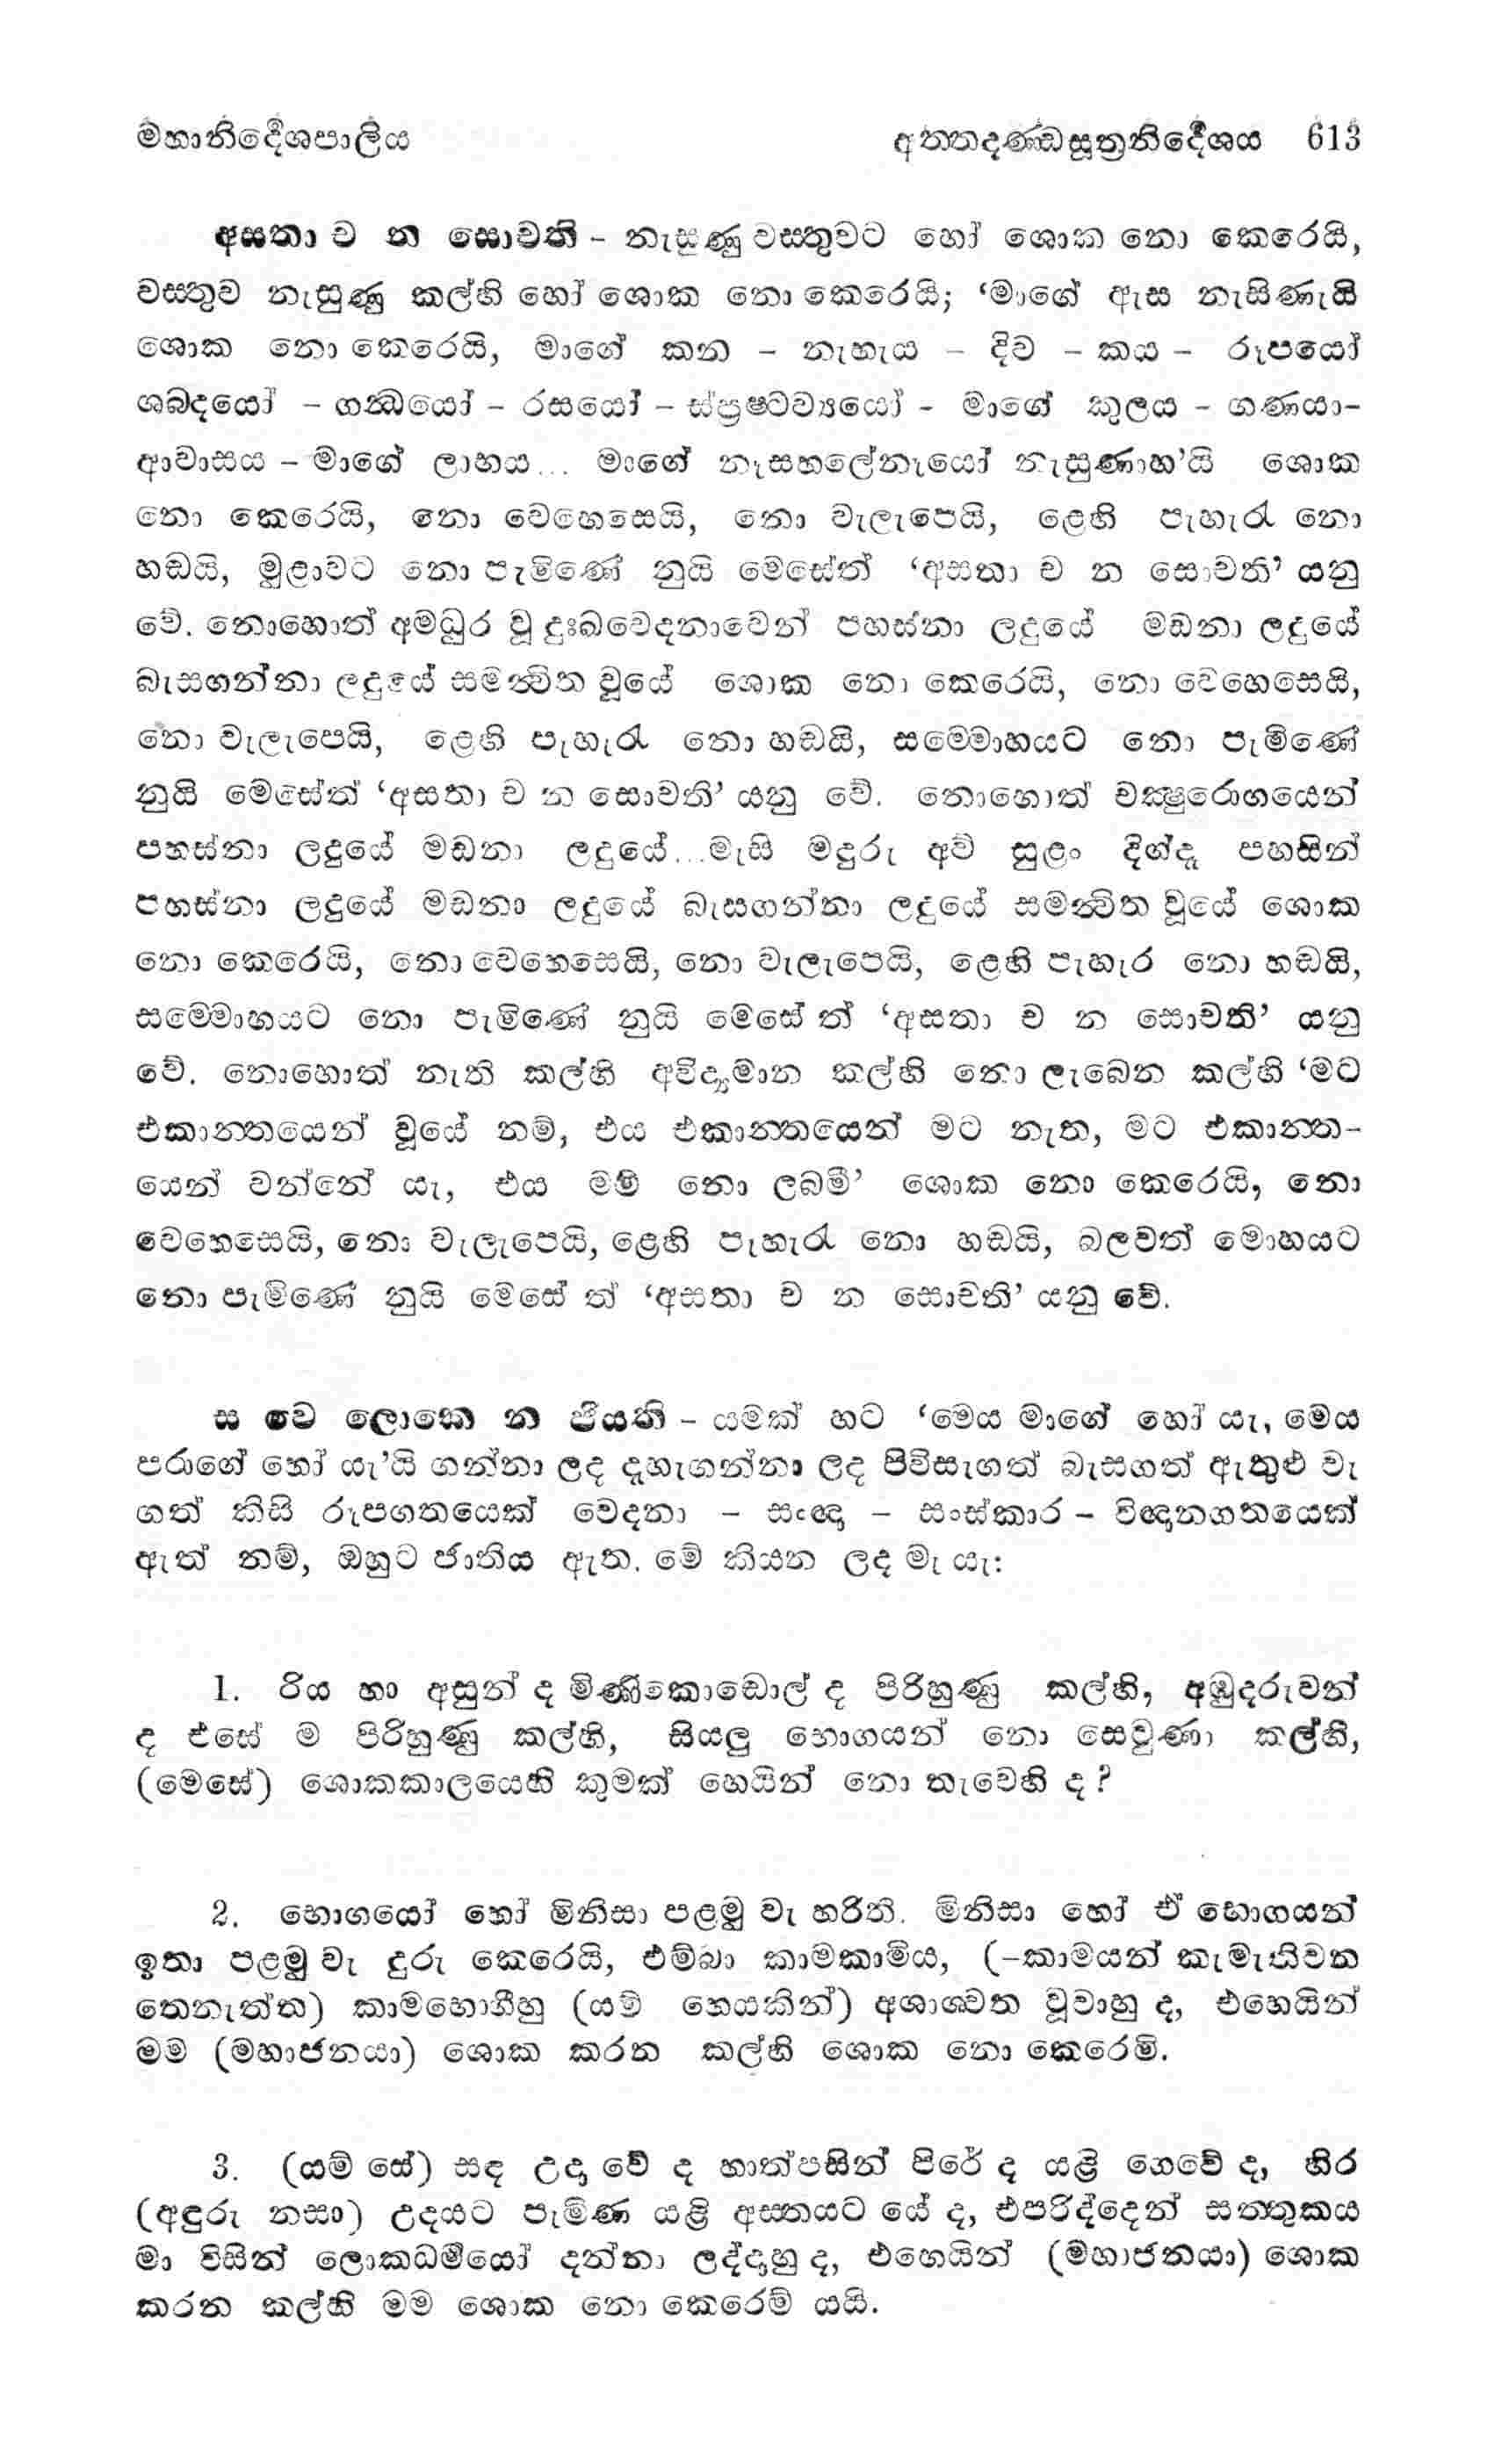 මහානිර්දේශපාලිය අත්තදණ්ඩසූත්‍රනිර්දේශය 613
අසතා ච න සොචති – නැසුණු වස්තුවට හෝ ශොක නො කෙරෙයි,
වස්තුව නැසුණු කල්හි හෝ ශොක නො කෙරෙයි; ‘මාගේ ඇස නැසිණැයි
ශොක නො කෙරෙයි, මාගේ කන – නැහැය – දිව – කය – රූපයෝ
ශබ්දයෝ – ගන්ධයෝ – රසයෝ – ස්ප්‍රෂ්ටව්‍යයෝ – මාගේ කුලය – ගණයා–
ආවාසය – මාගේ ලාභය... මාගේ නෑසහලේනෑයෝ නැසුණාහ’යි ශොක
නො කෙරෙයි, නො වෙහෙසෙයි, නො වැලැපෙයි, ළෙහි පැහැරැ නො
හඬයි, මුළාවට නො පැමිණේ නුයි මෙසේත් ‘අසතා ච න සොචති’ යනු
වේ. නොහොත් අමධුර වූ දුඃඛවෙදනාවෙන් පහස්නා ලදුයේ මඬනා ලදුයේ
බැසගන්නා ලදුයේ සමන්විත වූයේ ශොක නො කෙරෙයි, නො වෙහෙසෙයි,
නො වැලැපෙයි, ළෙහි පැහැරැ නො හඬයි, සම්මොහයට නො පැමිණේ
නුයි මෙසේත් ‘අසතා ච න සොචති’ යනු වේ. නොහොත් චක්ෂුරොගයෙන්
පහස්නා ලදුයේ මඬනා ලදුයේ...මැසි මදුරු අව් සුළං දිග්දෑ පහසින්
පහස්නා ලදුයේ මඬනා ලදුයේ බැසගන්නා ලදුයේ සමන්විත වූයේ ශොක
නො කෙරෙයි, නො වෙහෙසෙයි, නො වැලැපෙයි, ළෙහි පැහැර නො හඬයි,
සම්මොහයට නො පැමිණේ නුයි මෙසේ ත් ‘අසතා ච න සොචති’ යනු
වේ. නොහොත් නැති කල්හි අවිද්‍යමාන කල්හි නො ලැබෙන කල්හි ‘මට
එකාන්තයෙන් වූයේ නම්, එය එකාන්තයෙන් මට නැත, මට එකාන්ත–
යෙන් වන්නේ යැ, එය මම් නො ලබමී’ ශොක නො කෙරෙයි, නො
වෙහෙසෙයි, නො වැලැපෙයි, ළෙහි පැහැරැ නො හඬයි, බලවත් මොහයට
නො පැමිණේ නුයි මෙසේ ත් ‘අසතා ච න සොචති’ යනු වේ.
ස වෙ ලොකෙ න ජීයති – යමක් හට ‘මෙය මාගේ හෝ යැ, මෙය
පරාගේ හෝ යැ’යි ගන්නා ලද දෑහැගන්නා ලද පිවිසැගත් බැසගත් ඇතුළු වැ
ගත් කිසි රූපගතයෙක් වෙදනා – සංඥා – සංස්කාර – විඥානගතයෙක්
ඇත් නම්, ඔහුට ජානිය ඇත. මේ කියන ලද මැ යැ:
1. රිය හා අසුන් ද මිණිකොඩොල් ද පිරිහුණු කල්හි, අඹුදරුවන්
ද එසේ ම පිරිහුණු කල්හි, සියලු භොගයන් නො සෙවුණා කල්හි,
(මෙසේ) ශොකකාලයෙහි කුමක් හෙයින් නො තැවෙහි ද?
2. භොගයෝ හෝ මිනිසා පළමු වැ හරිති. මිනිසා හෝ ඒ භොගයන්
ඉතා පළමු වැ දුරු කෙරෙයි, එම්බා කාමකාමිය, (–කාමයන් කැමැතිවන
තෙනැත්ත) කාමභොගීහු (යම් හෙයකින්) අශාශ්වත වූවාහු ද, එහෙයින්
මම (මහාජනයා) ශොක කරන කල්හි ශොක නො කෙරෙමි.
3. (යම් සේ) සඳ උදා වේ ද හාත්පසින් පිරේ ද යළි ගෙවේ ද, හිර
(අඳුරු නසා) උදයට පැමිණ යළි අස්තයට යේ ද, එපරිද්දෙන් සත්තුකය
මා විසින් ලොකධර්මයෝ දන්නා ලද්දාහු ද, එහෙයින් (මහාජනයා) ශොක
කරන කල්හි මම ශොක නො කෙරෙම් යයි.